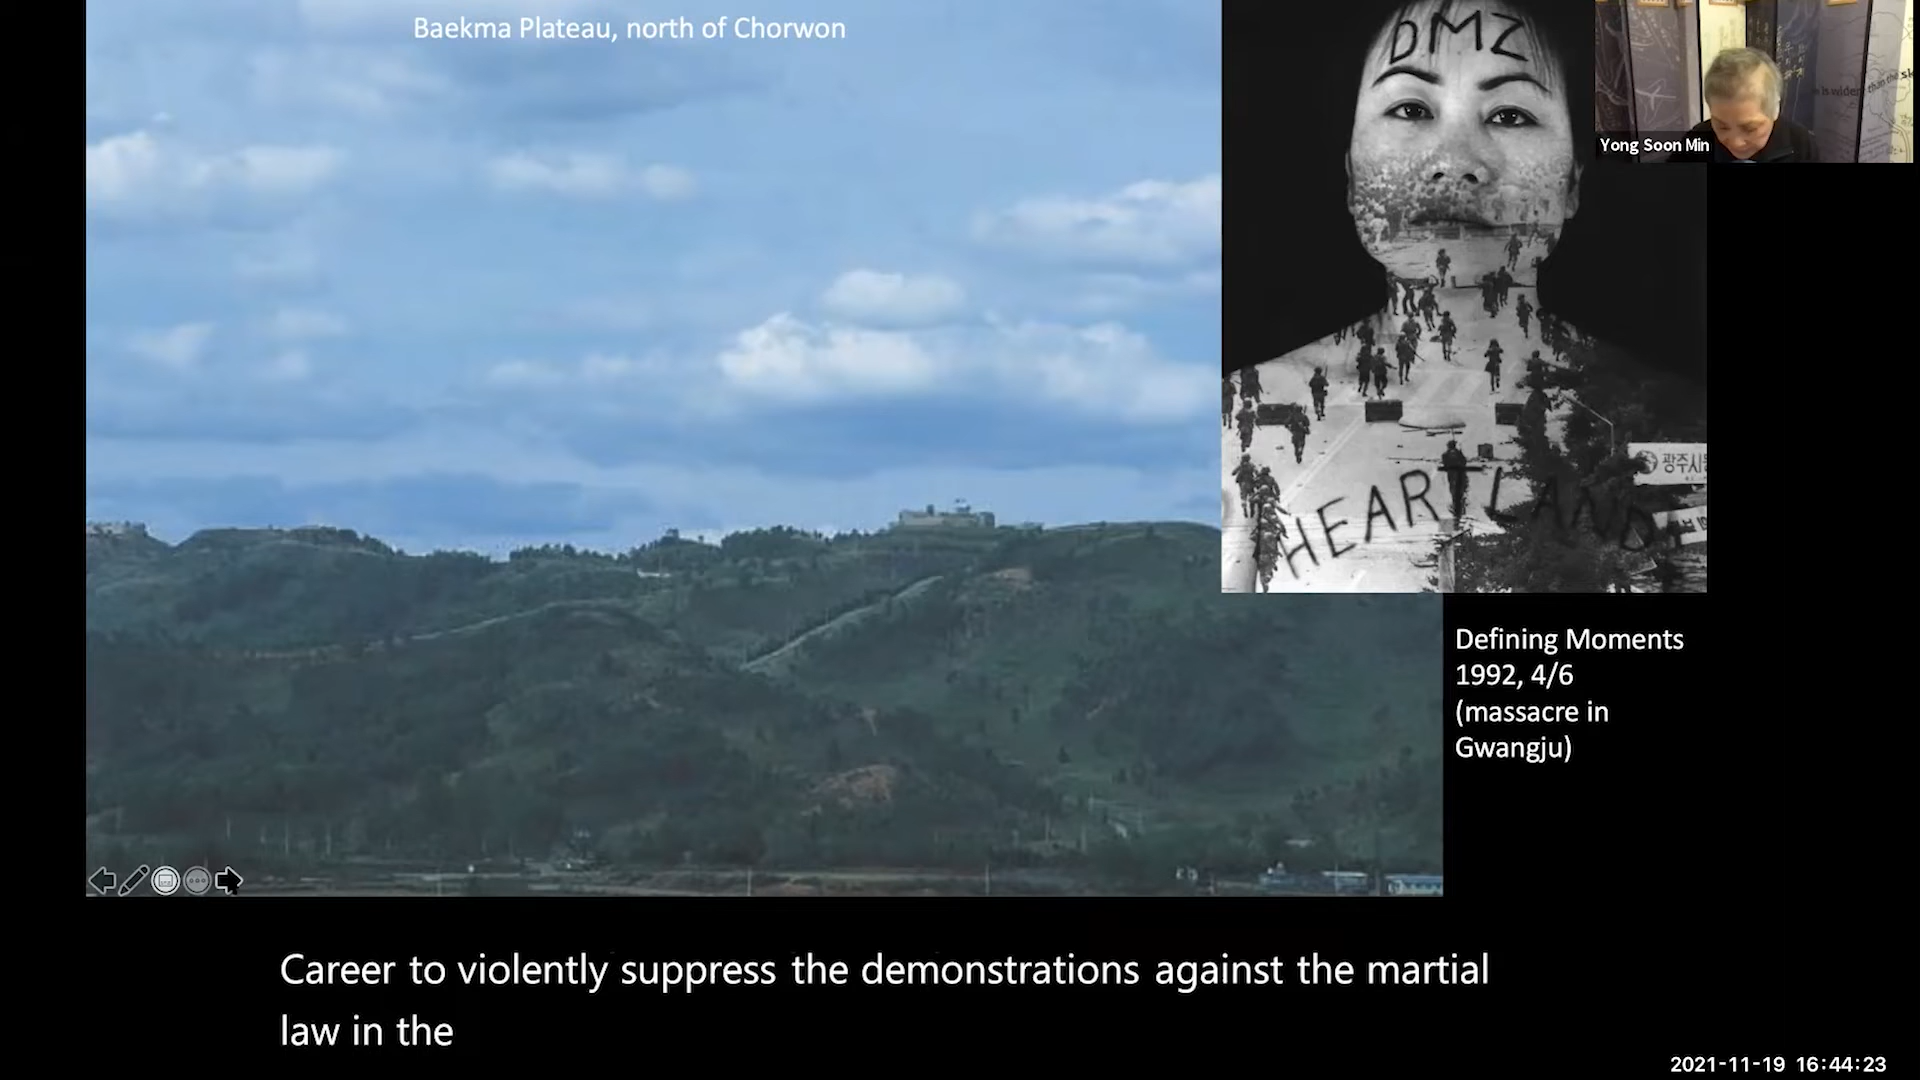 Baekma Plateau, north of Chorwon
DMZ
Yong Soon Min
광주시
HEARTLAND
Defining Moments
1992, 4/6
(massacre in
Gwangju)
Career to violently suppress the demonstrations against the martial
law in the
2021-11-19 16:44:23